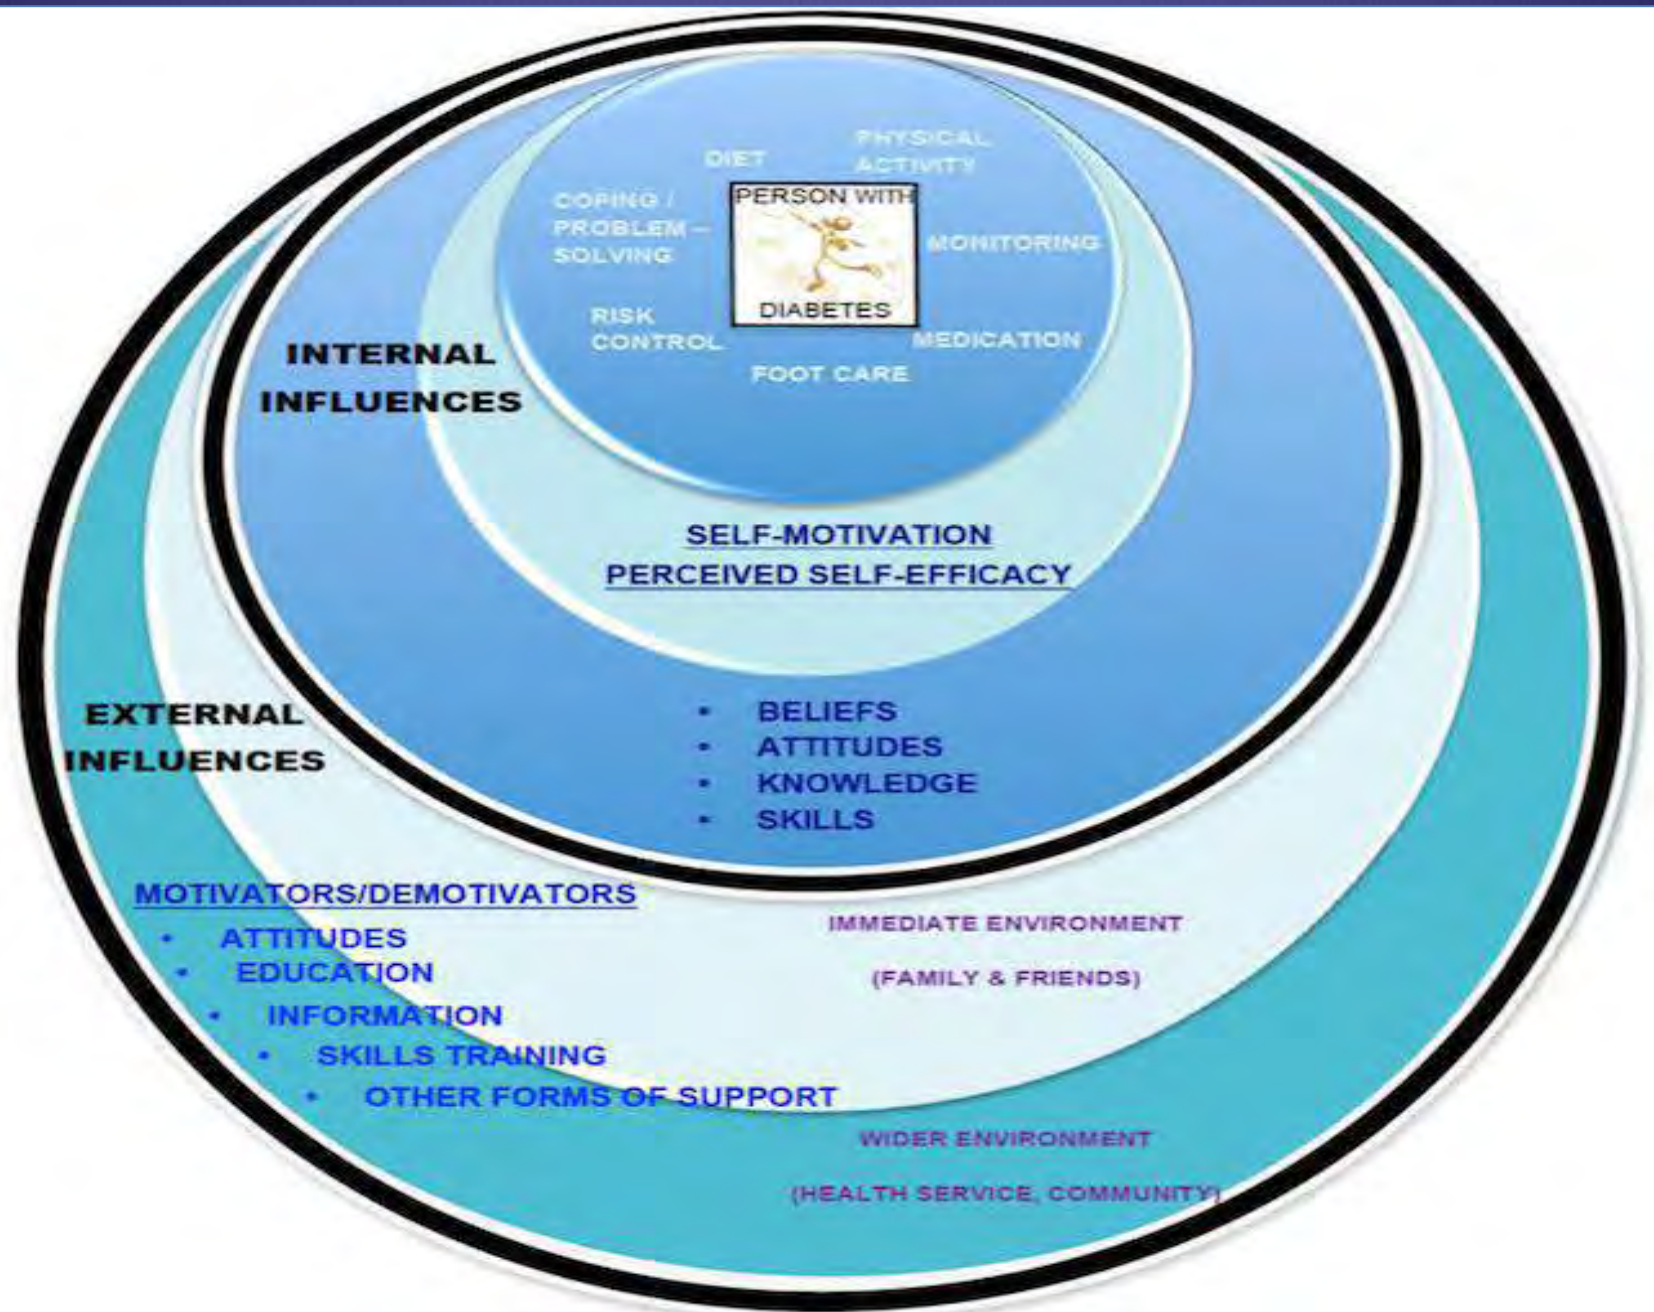 PHYSICAL
ACTIVITY
DIET
PERSON WITH
DIABETES
COPING /
PROBLEM –
SOLVING
MONITORING
RISK
CONTROL
MEDICATION
FOOT CARE
INTERNAL
INFLUENCES
SELF-MOTIVATION
PERCEIVED SELF-EFFICACY
• BELIEFS
• ATTITUDES
• KNOWLEDGE
• SKILLS
EXTERNAL
INFLUENCES
MOTIVATORS/DEMOTIVATORS
• ATTITUDES
• EDUCATION
• INFORMATION
• SKILLS TRAINING
• OTHER FORMS OF SUPPORT
IMMEDIATE ENVIRONMENT
(FAMILY & FRIENDS)
WIDER ENVIRONMENT
(HEALTH SERVICE, COMMUNITY)